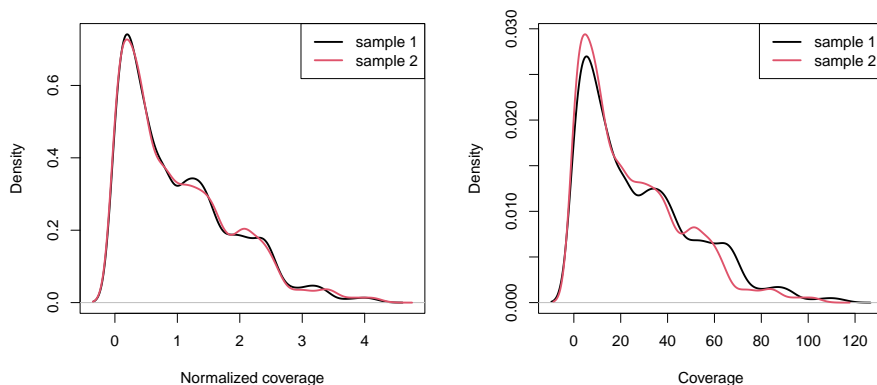 sample 1
sample 2
Density
0.0 0.2 0.4 0.6
0 1 2 3 4
Normalized coverage
sample 1
sample 2
Density
0.000 0.010 0.020 0.030
0 20 40 60 80 100 120
Coverage